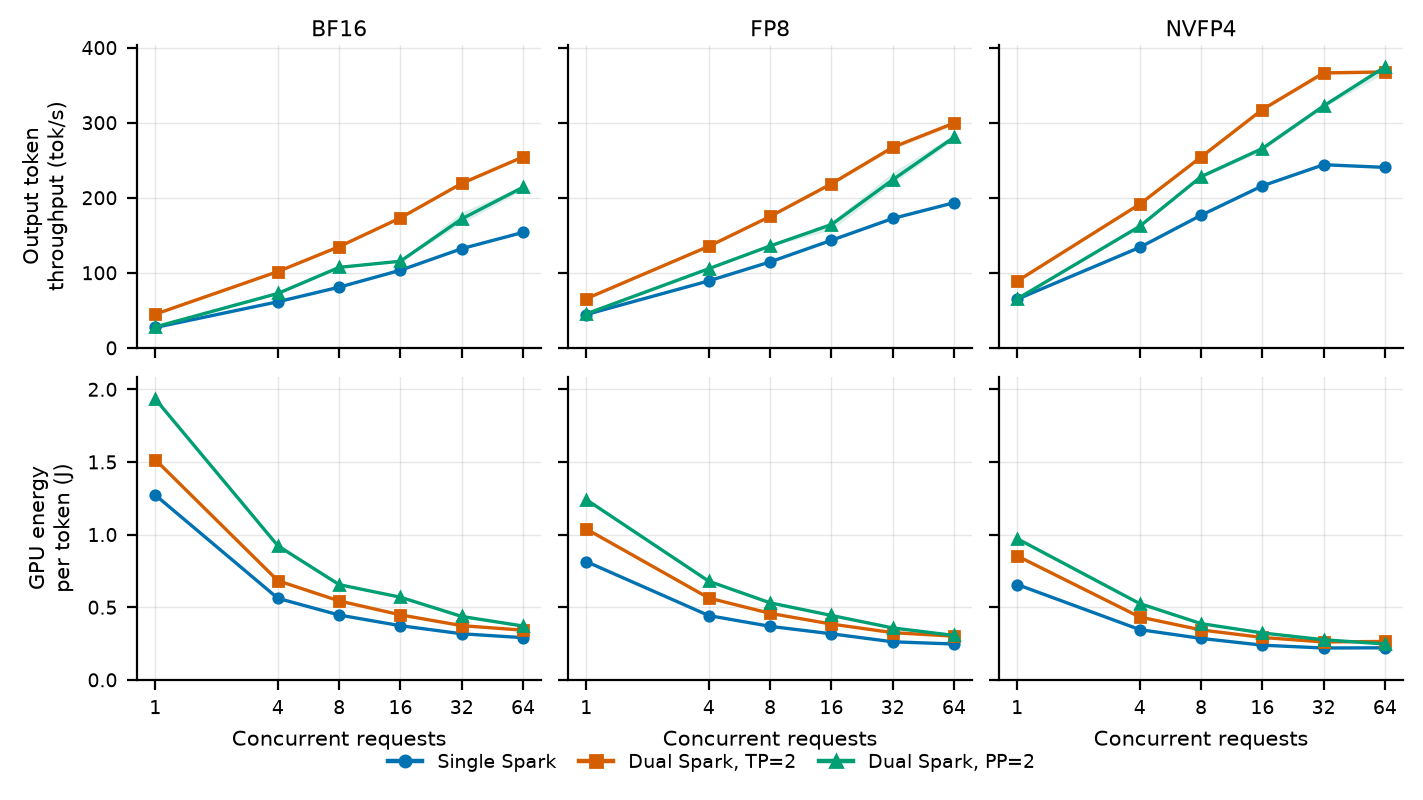 BF16
FP8
NVFP4
Output token
throughput (tok/s)
400
300
200
100
0
GPU energy
per token (J)
2.0
1.5
1.0
0.5
0.0
1 4 8 16 32 64
1 4 8 16 32 64
1 4 8 16 32 64
Concurrent requests
Concurrent requests
Concurrent requests
Single Spark
Dual Spark, TP=2
Dual Spark, PP=2